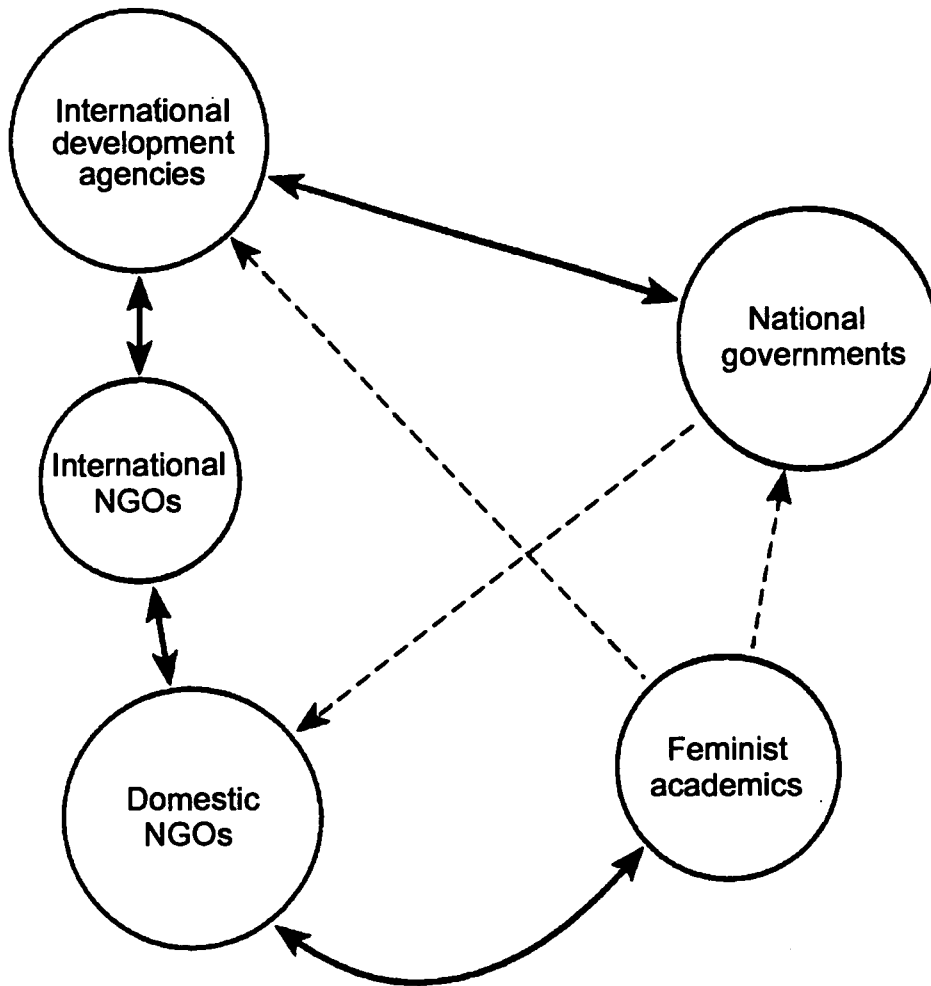 International
development
agencies
National
governments
International
NGOs
Feminist
academics
Domestic
NGOs